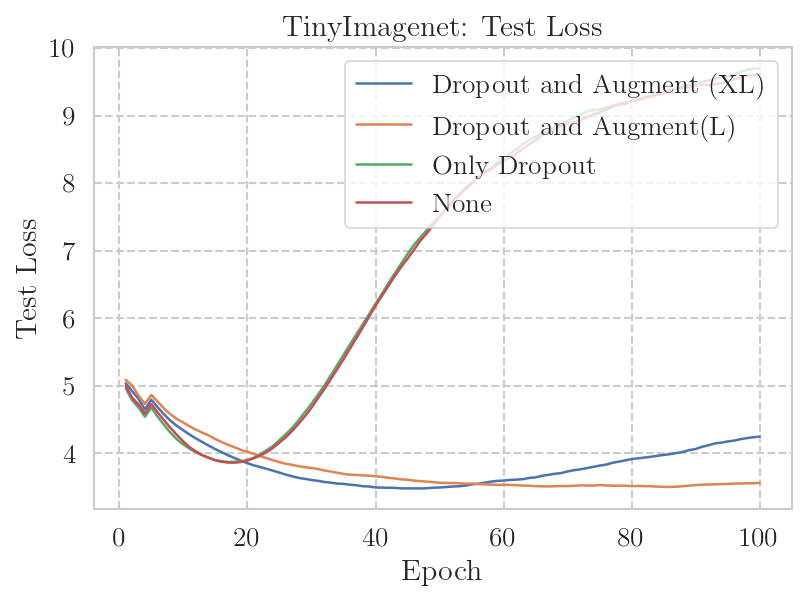 TinyImagenet: Test Loss
10
9
8
7
6
5
4
Test Loss
Dropout and Augment (XL)
Dropout and Augment(L)
Only Dropout
None
0 20 40 60 80 100
Epoch